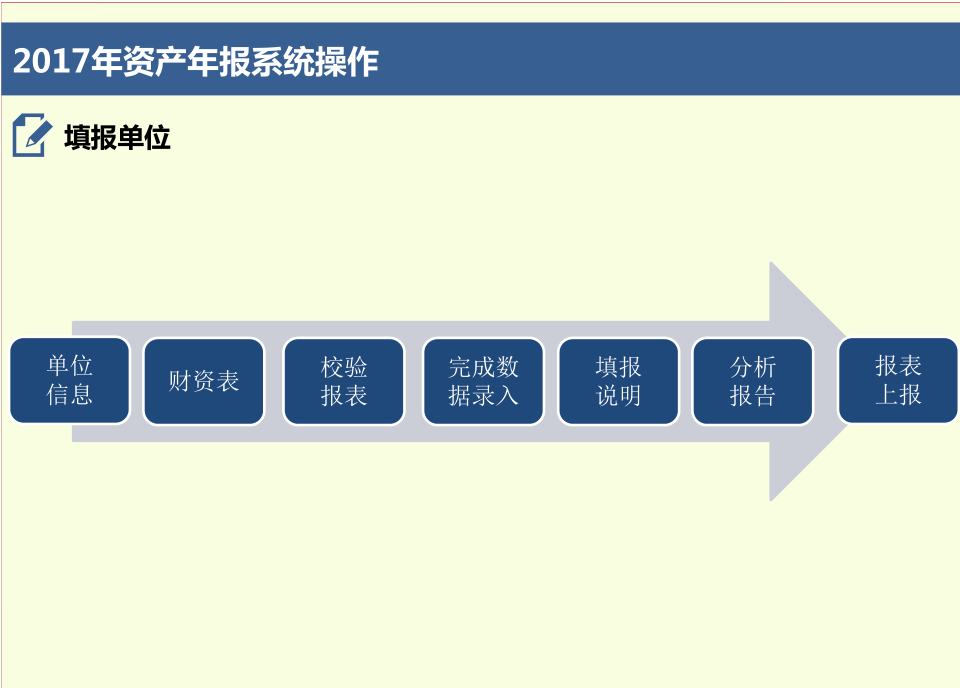 2017年资产年报系统操作
填报单位
单位
信息
财资表
校验
报表
完成数
据录入
填报
说明
分析
报告
报表
上报